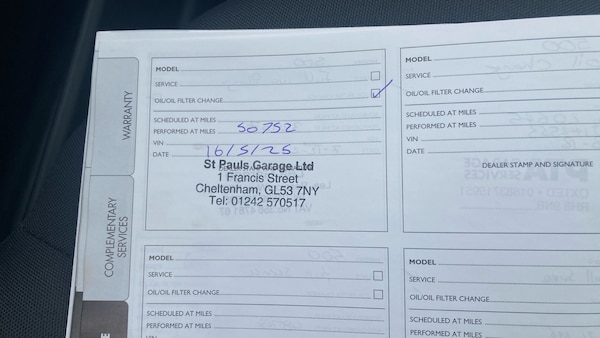 WARRANTY
COMPLEMENTARY
SERVICES
MODEL
SERVICE
OIL/OIL FILTER CHANGE
SCHEDULED AT MILES
PERFORMED AT MILES 50752
VIN
DATE 16/5/25
St Pauls Garage Ltd
1 Francis Street
Cheltenham, GL53 7NY
Tel: 01242 570517
MODEL
SERVICE
OIL/OIL FILTER CHANGE
SCHEDULED AT MILES
PERFORMED AT MILES
VIN
DATE
DEALER STAMP AND SIGNATURE
MODEL
SERVICE
OIL/OIL FILTER CHANGE
SCHEDULED AT MILES
PERFORMED AT MILES
VIN
MODEL
SERVICE
OIL/OIL FILTER CHANGE
SCHEDULED AT MILES
PERFORMED AT MILES